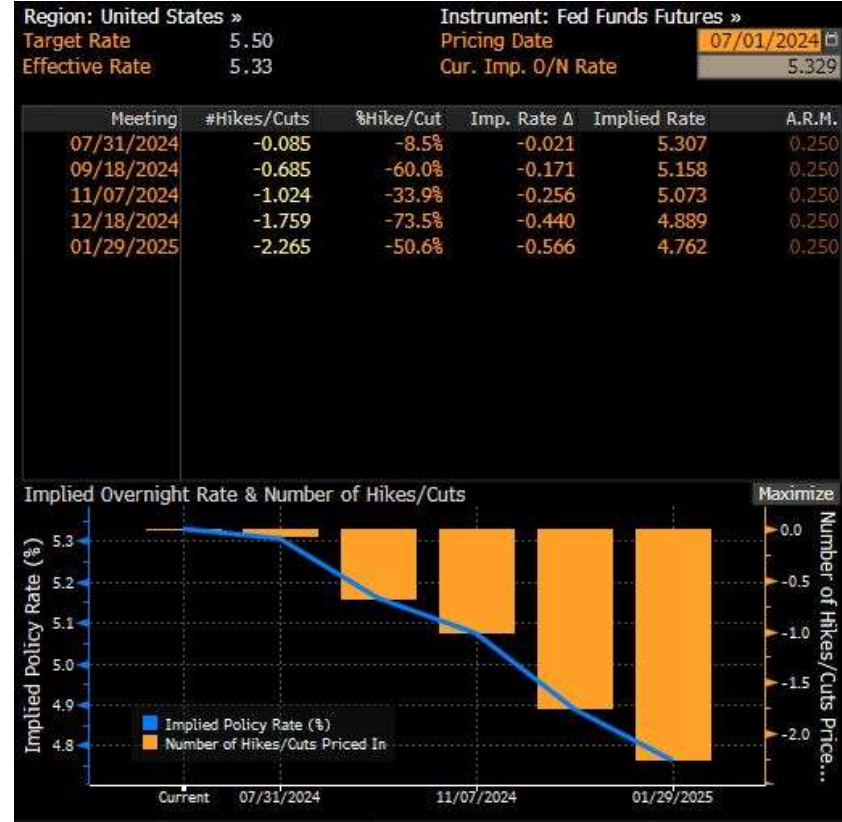 Region: United States » Instrument: Fed Funds Futures »
Target Rate 5.50 Pricing Date 07/01/2024
Effective Rate 5.33 Cur. Imp. O/N Rate 5.329
Meeting #Hikes/Cuts %Hike/Cut Imp. Rate Δ Implied Rate A.R.M.
07/31/2024 -0.085 -8.5% -0.021 5.307 0.250
09/18/2024 -0.685 -60.0% -0.171 5.158 0.250
11/07/2024 -1.024 -33.9% -0.256 5.073 0.250
12/18/2024 -1.759 -73.5% -0.440 4.889 0.250
01/29/2025 -2.265 -50.6% -0.566 4.762 0.250
Implied Overnight Rate & Number of Hikes/Cuts Maximize
Implied Policy Rate (%)
5.3
5.2
5.1
5.0
4.9
4.8
0.0
-0.5
-1.0
-1.5
-2.0
Number of Hikes/Cuts Price...
Implied Policy Rate (%)
Number of Hikes/Cuts Priced In
Current 07/31/2024 11/07/2024 01/29/2025